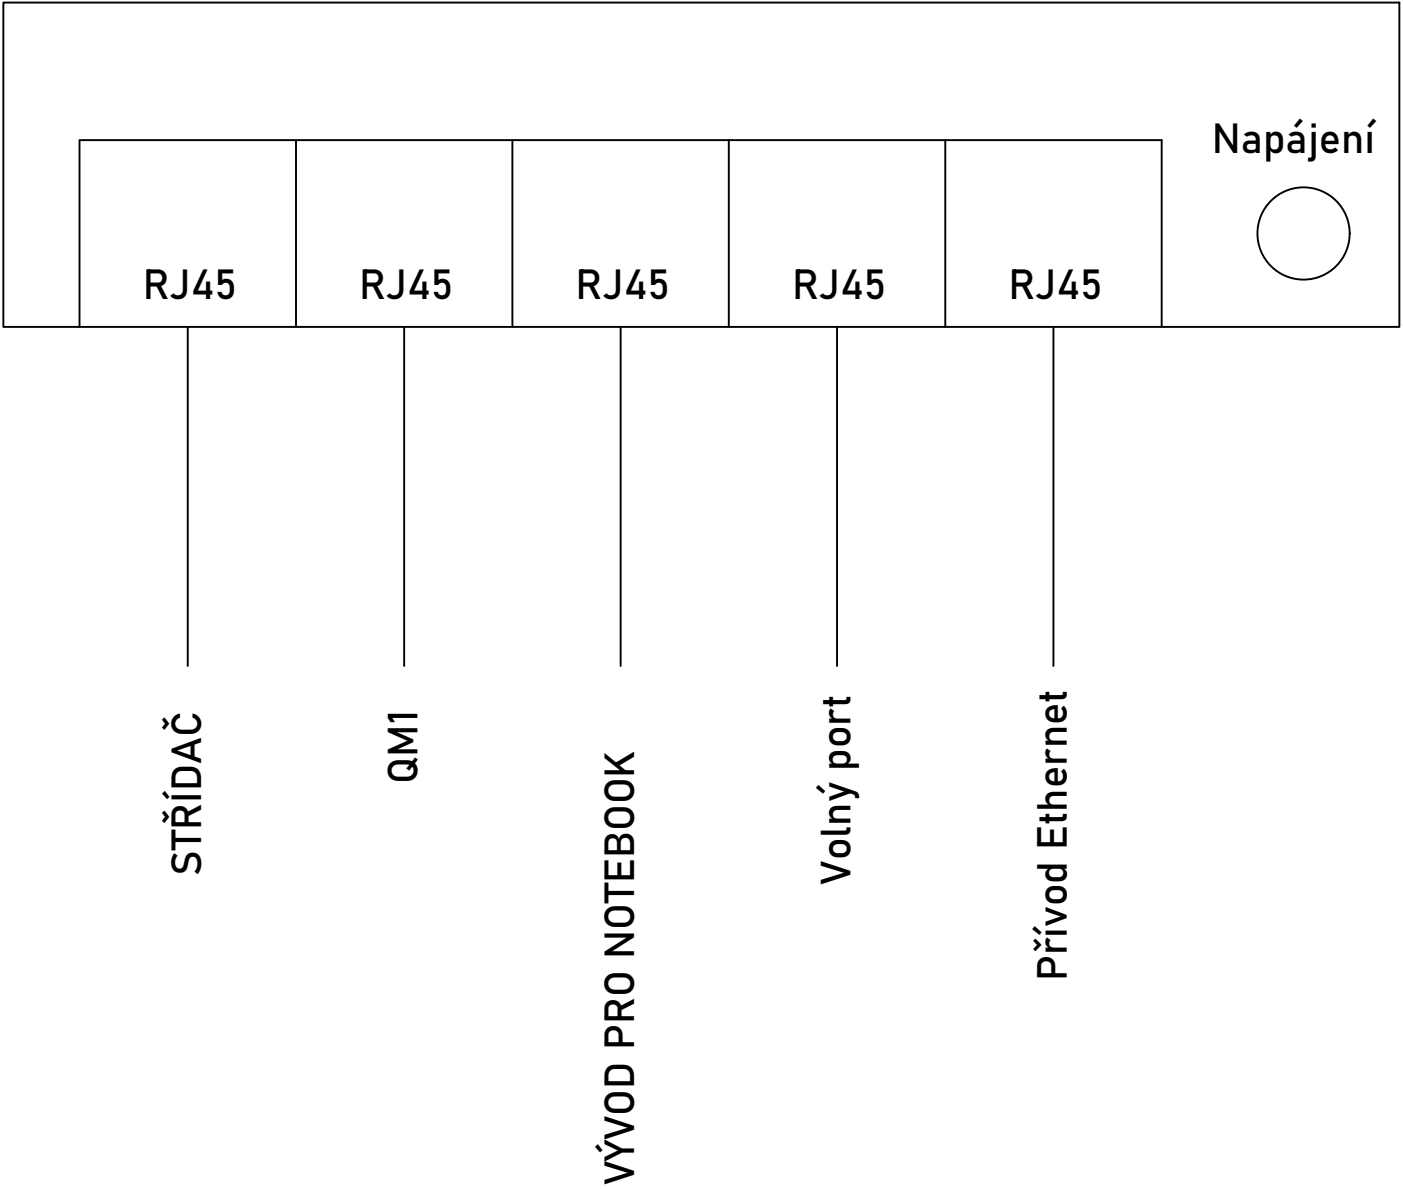 Napájení
RJ45
RJ45
RJ45
RJ45
RJ45
STŘÍDAČ
QM1
VÝVOD PRO NOTEBOOK
Volný port
Přívod Ethernet